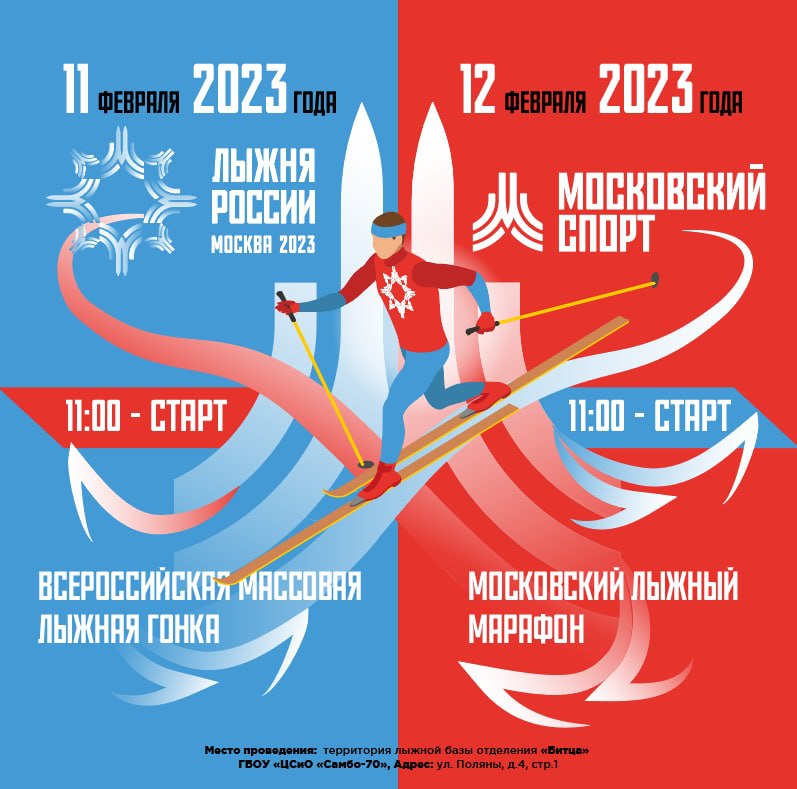 11 ФЕВРАЛЯ 2023 ГОДА
ЛЫЖНЯ
РОССИИ
МОСКВА 2023
11:00 - СТАРТ
ВСЕРОССИЙСКАЯ МАССОВАЯ
ЛЫЖНАЯ ГОНКА
12 ФЕВРАЛЯ 2023 ГОДА
МОСКОВСКИЙ
СПОРТ
11:00 - СТАРТ
МОСКОВСКИЙ ЛЫЖНЫЙ
МАРАФОН
Место проведения: территория лыжной базы отделения «Битца»
ГБОУ «ЦСиО «Самбо-70», Адрес: ул. Поляны, д.4, стр.1